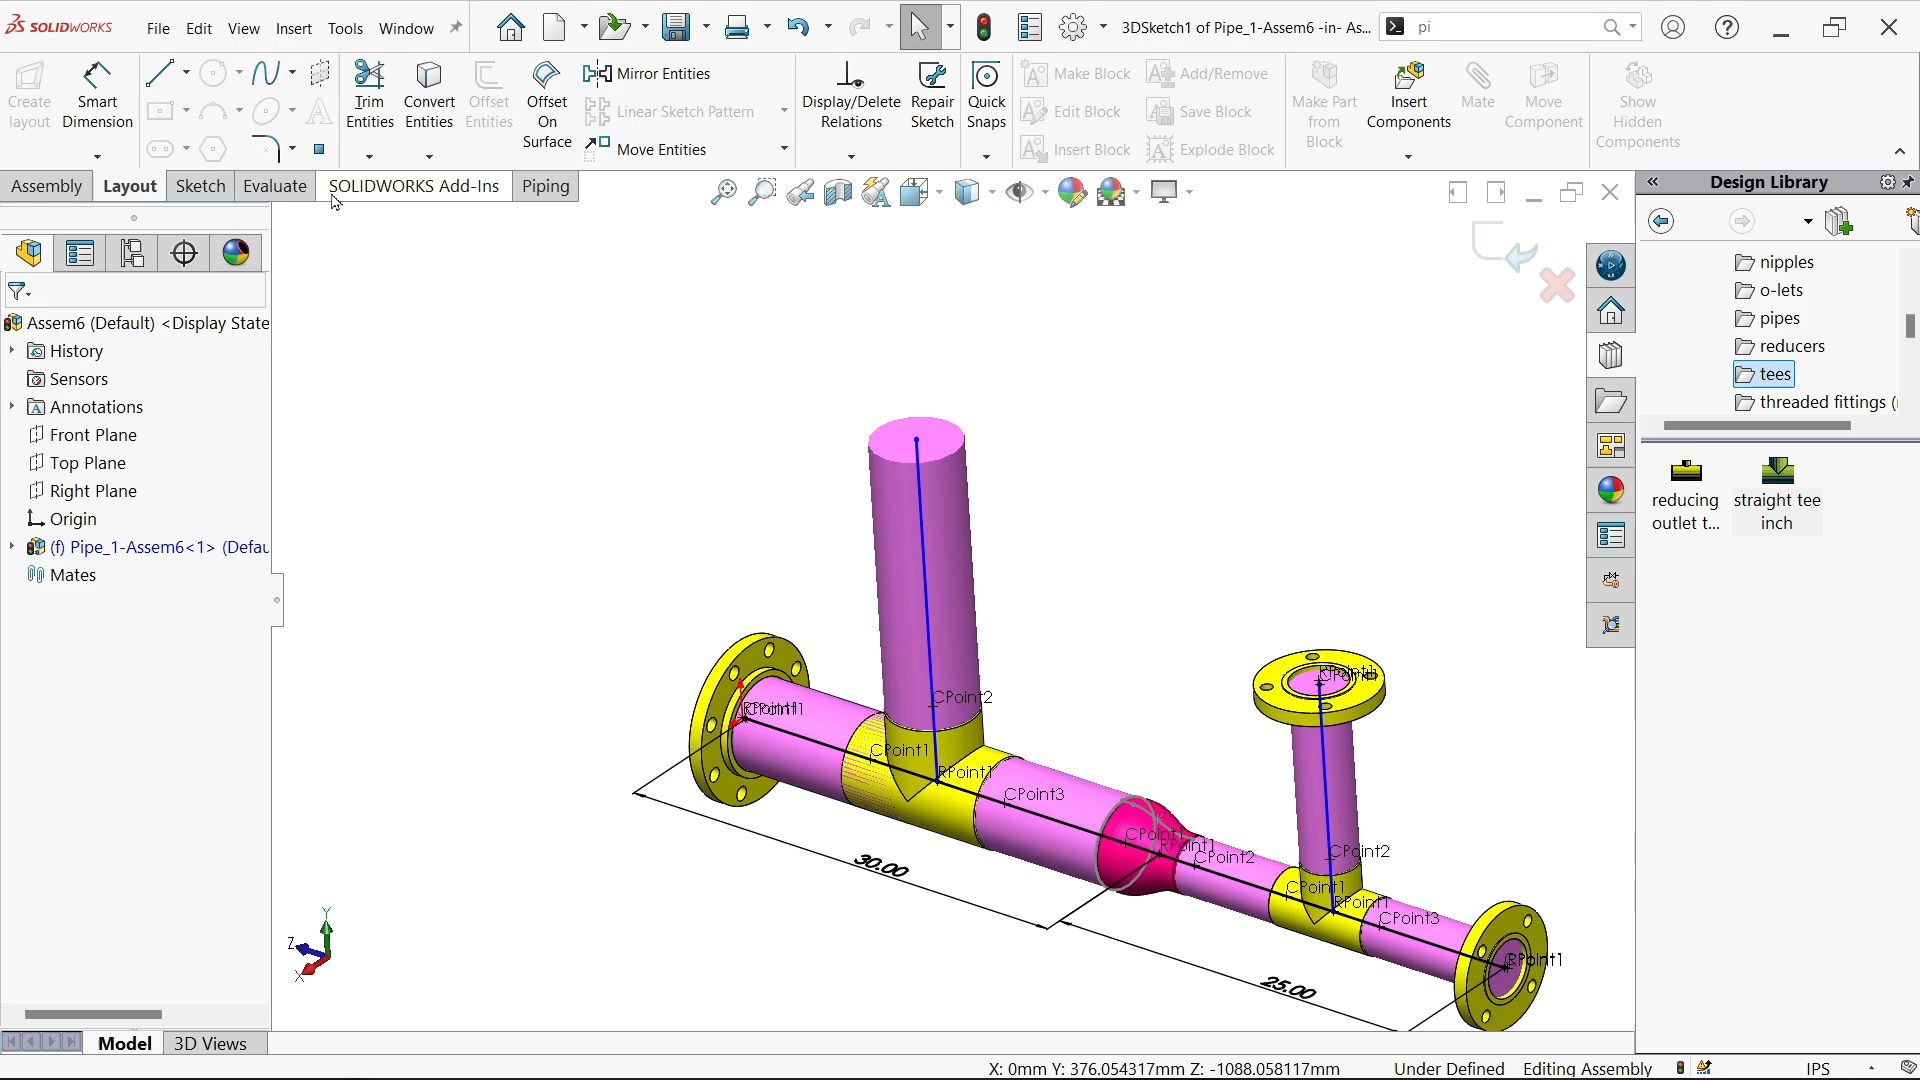 SOLIDWORKS File Edit View Insert Tools Window 3DSketch1 of Pipe_1-Assem6 -in- As... pi
Create layout
Smart Dimension
Trim Entities
Convert Entities
Offset Entities
Offset On Surface
Mirror Entities
Linear Sketch Pattern
Move Entities
Display/Delete Relations
Repair Sketch
Quick Snaps
Make Block
Edit Block
Insert Block
Add/Remove
Save Block
Explode Block
Make Part from Block
Insert Components
Mate
Move Component
Show Hidden Components
Assembly Layout Sketch Evaluate SOLIDWORKS Add-Ins Piping
Design Library
nipples
o-lets
pipes
reducers
tees
threaded fittings (
reducing outlet t...
straight tee inch
Assem6 (Default) <Display State
History
Sensors
Annotations
Front Plane
Top Plane
Right Plane
Origin
(f) Pipe_1-Assem6<1> (Defau
Mates
CPoint2
CPoint1
RPoint1
CPoint3
RPoint1
CPoint2
CPoint2
CPoint1
RPoint1
CPoint3
RPoint1
30.00
25.00
Y
Z
X
Model 3D Views
X: 0mm Y: 376.054317mm Z: -1088.058117mm Under Defined Editing Assembly IPS